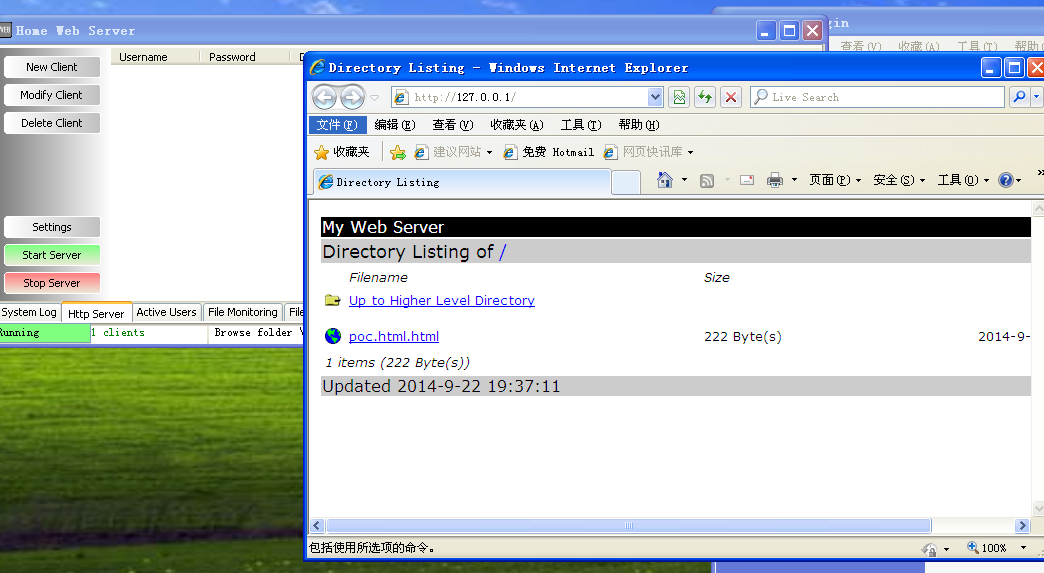 WEB Home Web Server
gin
New Client
Modify Client
Delete Client
Settings
Start Server
Stop Server
Username Password
查看(V) 收藏(A) 工具(T) 帮助(
System Log Http Server Active Users File Monitoring File
Running 1 clients Browse folder \
Directory Listing - Windows Internet Explorer
http://127.0.0.1/ Live Search
文件(F) 编辑(E) 查看(V) 收藏夹(A) 工具(T) 帮助(H)
收藏夹 建议网站 免费 Hotmail 网页快讯库
Directory Listing 页面(P) 安全(S) 工具(O) »
My Web Server
Directory Listing of /
Filename Size
Up to Higher Level Directory
poc.html.html 222 Byte(s) 2014-9-
1 items (222 Byte(s))
Updated 2014-9-22 19:37:11
包括使用所选项的命令。 100%